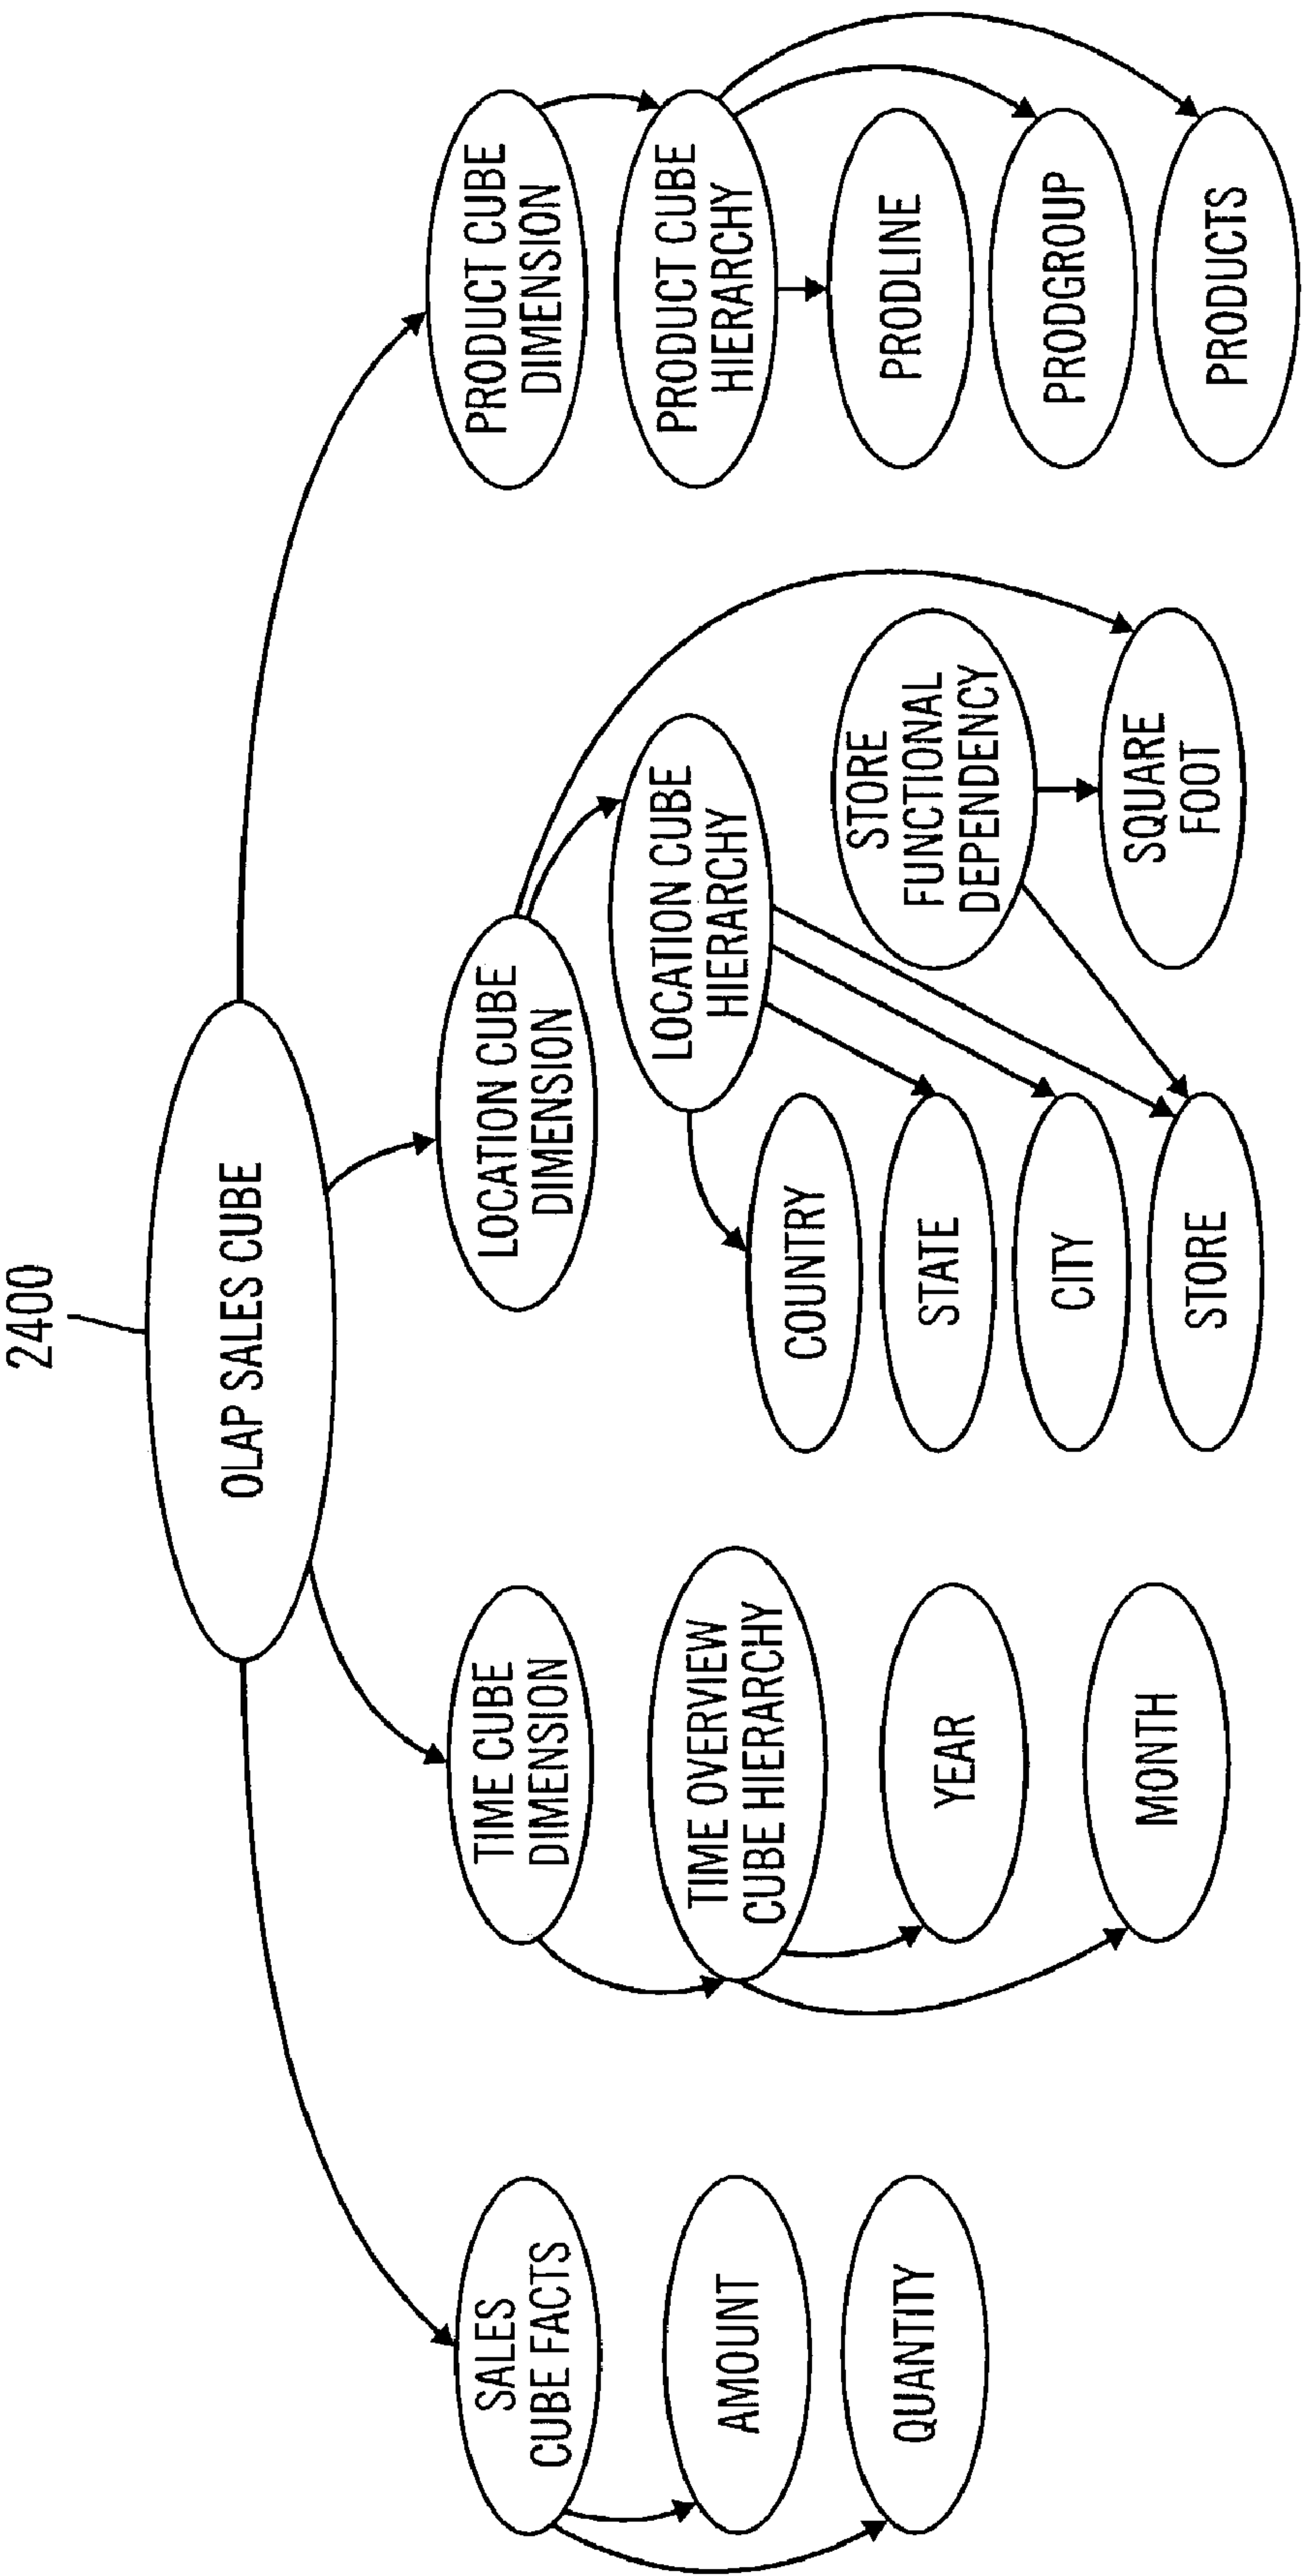 2400
OLAP SALES CUBE
SALES
CUBE FACTS
AMOUNT
QUANTITY
TIME CUBE
DIMENSION
TIME OVERVIEW
CUBE HIERARCHY
YEAR
MONTH
LOCATION CUBE
DIMENSION
LOCATION CUBE
HIERARCHY
COUNTRY
STATE
CITY
STORE
STORE
FUNCTIONAL
DEPENDENCY
SQUARE
FOOT
PRODUCT CUBE
DIMENSION
PRODUCT CUBE
HIERARCHY
PRODLINE
PRODGROUP
PRODUCTS